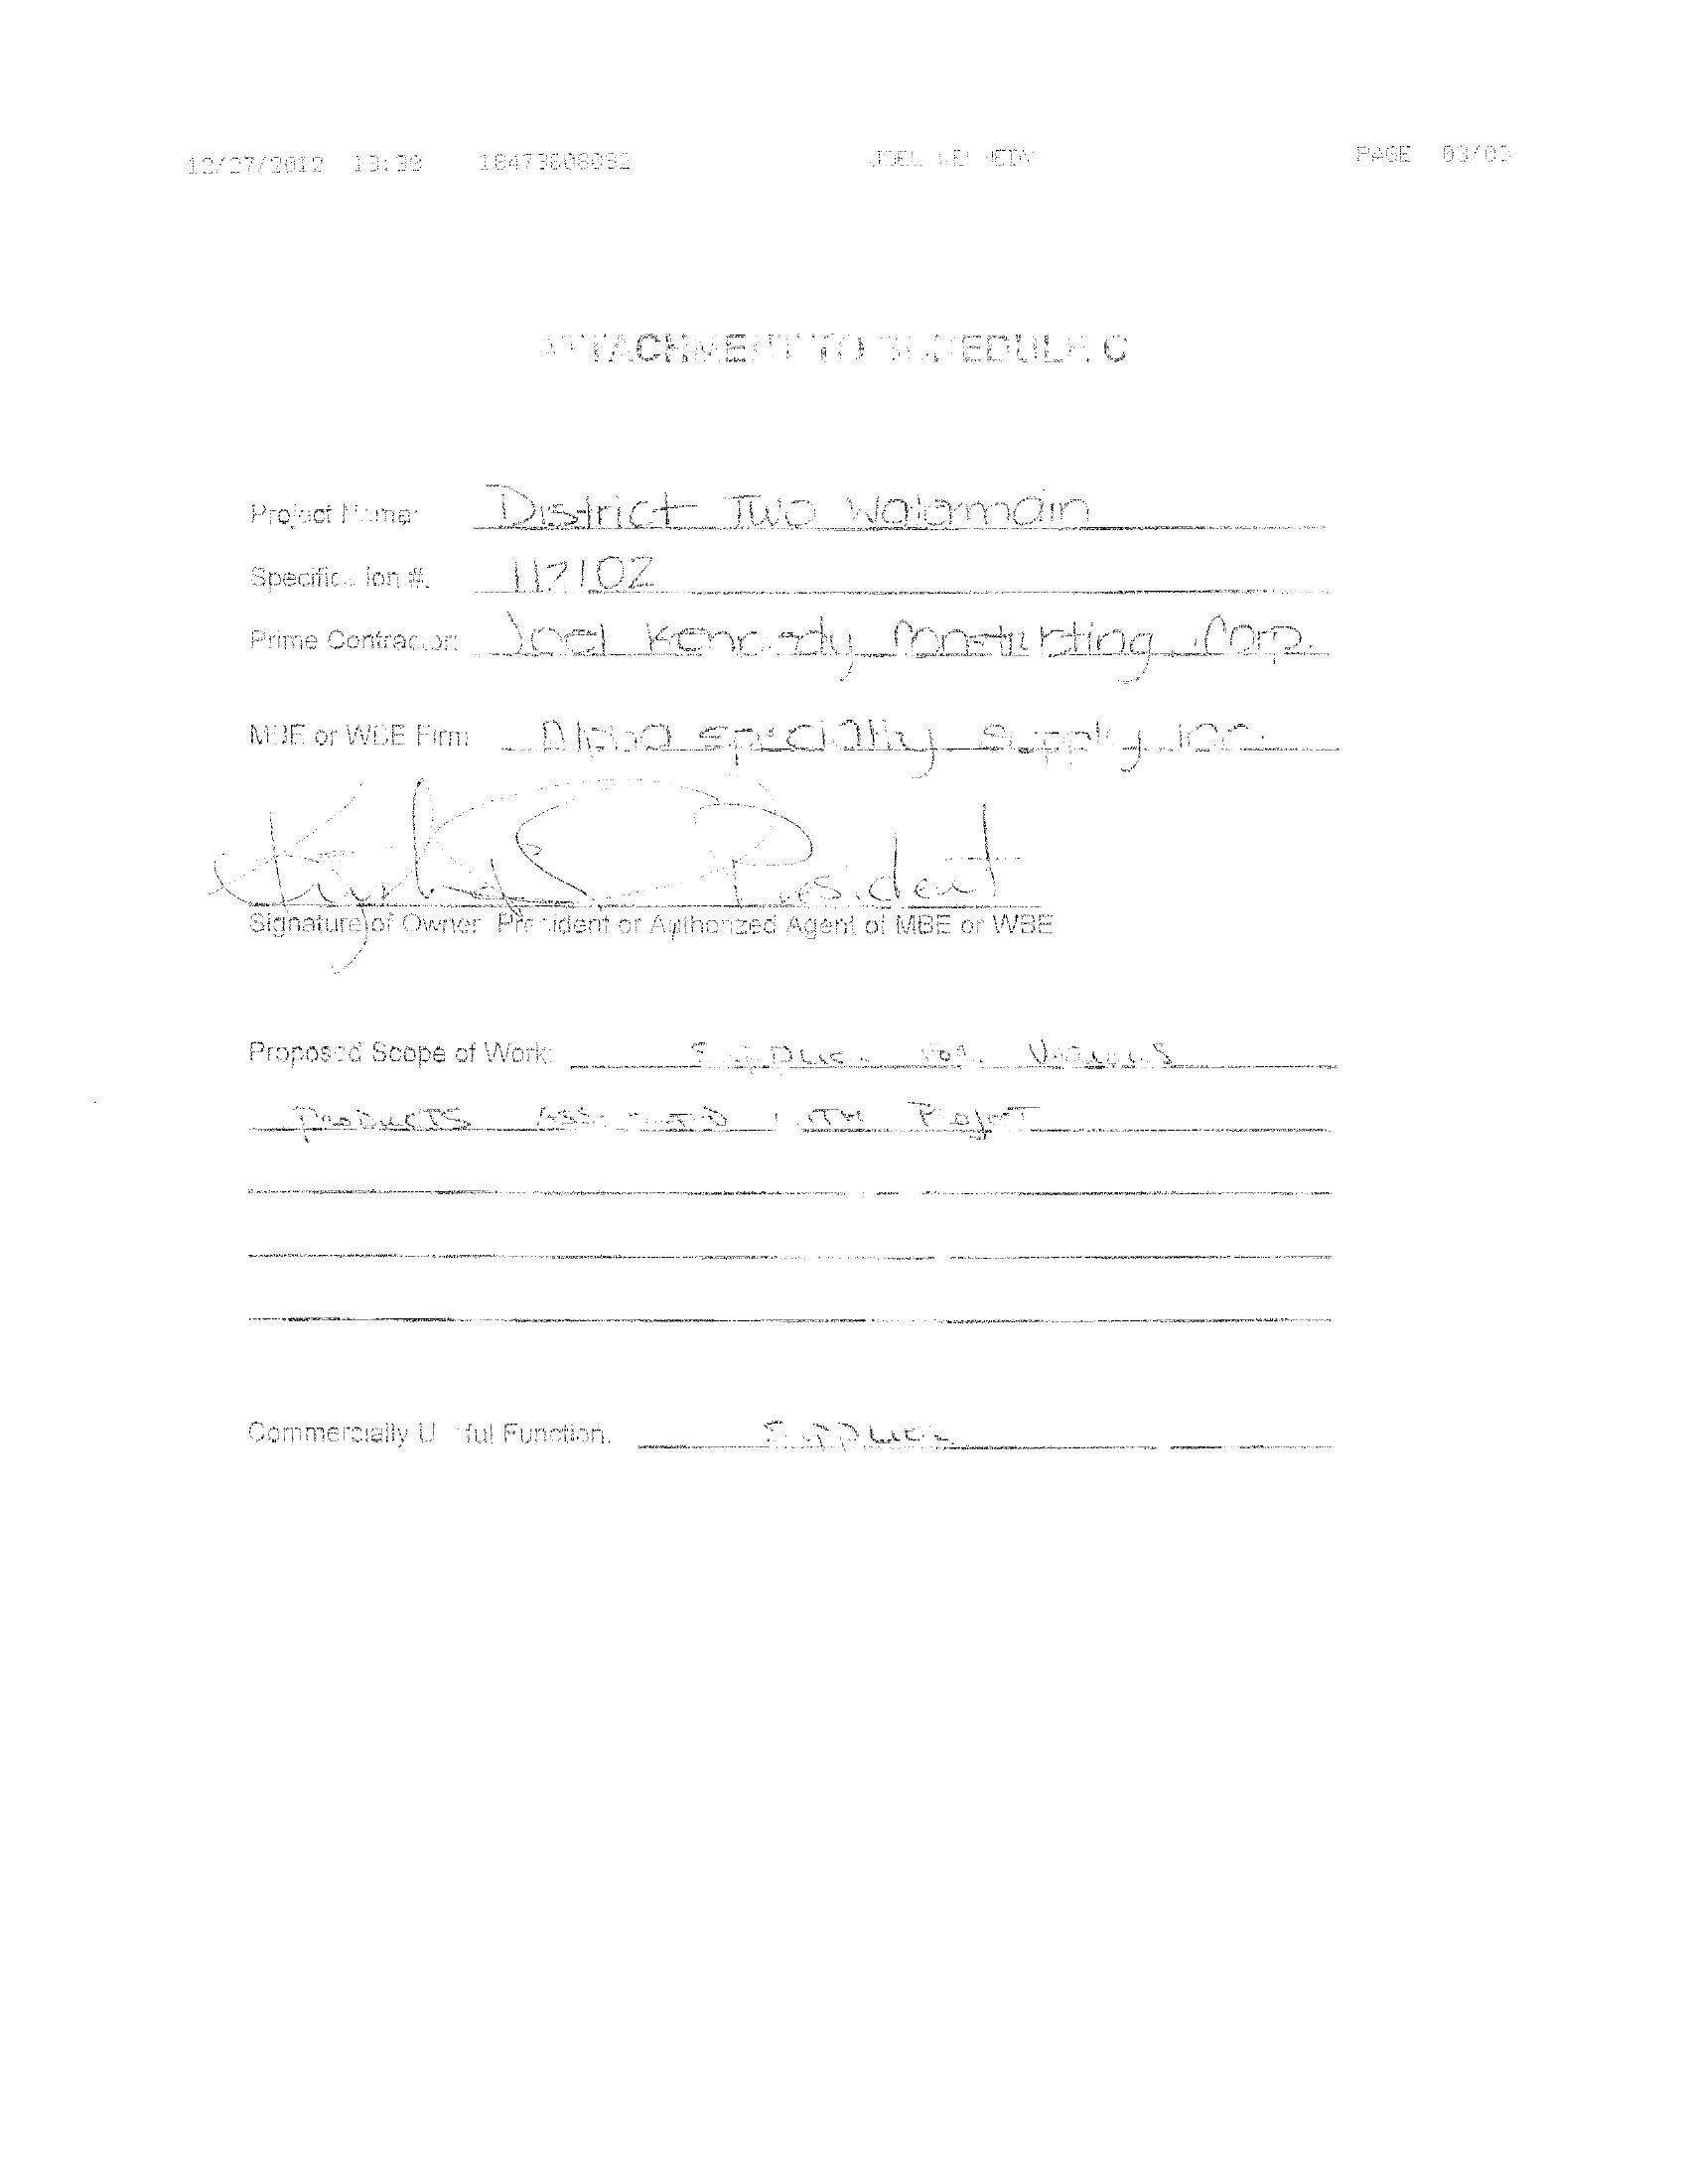 12/27/2012 13:39 18473608092 JOEL KENNEDY PAGE 03/03
ATTACHMENT TO SCHEDULE C
Project Name: District Two Watermain
Specification #: 117102
Prime Contractor: Joel Kennedy Constructing Corp.
MBE or WBE Firm: Alpha Specialty Supply inc.
President
Signature of Owner, President or Authorized Agent of MBE or WBE
Proposed Scope of Work: SUPPLIER FOR VARIOUS
PRODUCTS ASSOCIATED WITH PROJECT
Commercially Useful Function: SUPPLIER